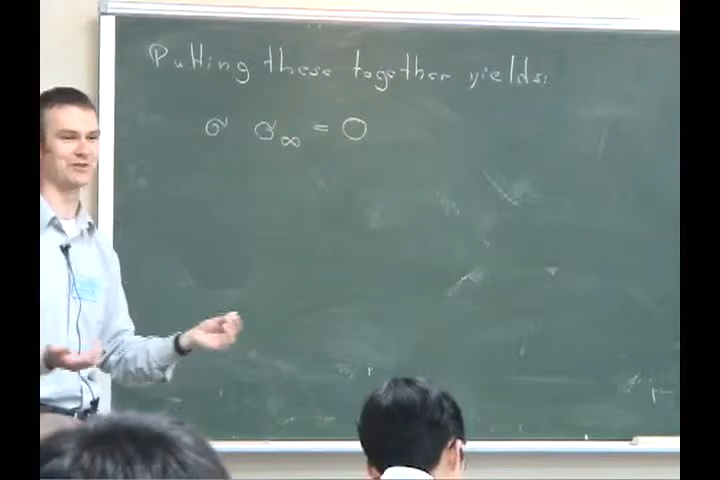 Putting these together yields:
σ σ∞ = 0